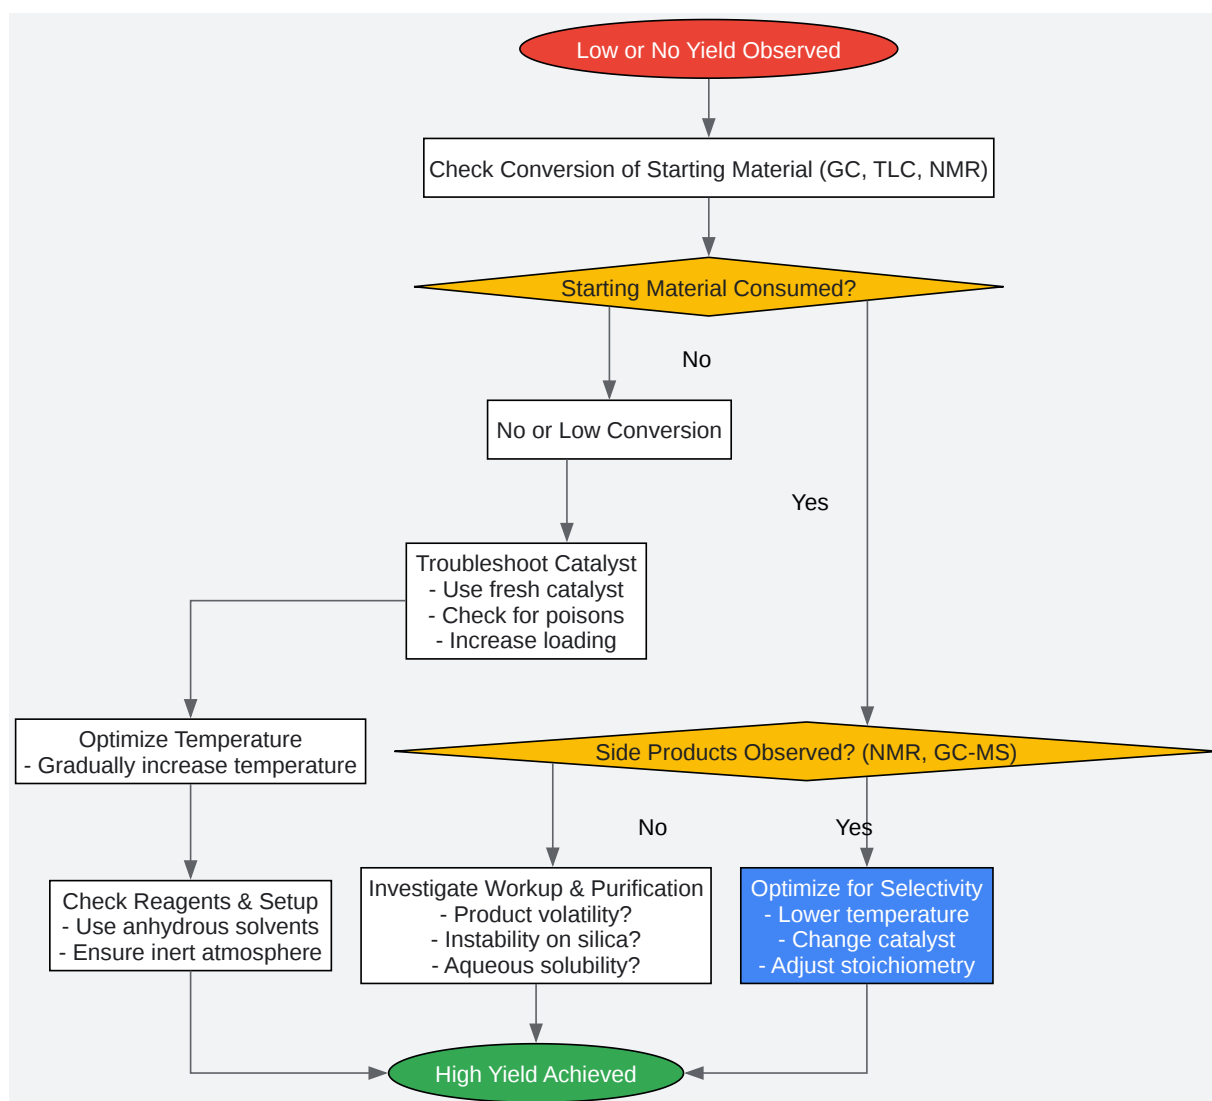 Low or No Yield Observed
Check Conversion of Starting Material (GC, TLC, NMR)
Starting Material Consumed?
No
No or Low Conversion
Yes
Troubleshoot Catalyst
- Use fresh catalyst
- Check for poisons
- Increase loading
Optimize Temperature
- Gradually increase temperature
Side Products Observed? (NMR, GC-MS)
No
Yes
Check Reagents & Setup
- Use anhydrous solvents
- Ensure inert atmosphere
Investigate Workup & Purification
- Product volatility?
- Instability on silica?
- Aqueous solubility?
Optimize for Selectivity
- Lower temperature
- Change catalyst
- Adjust stoichiometry
High Yield Achieved